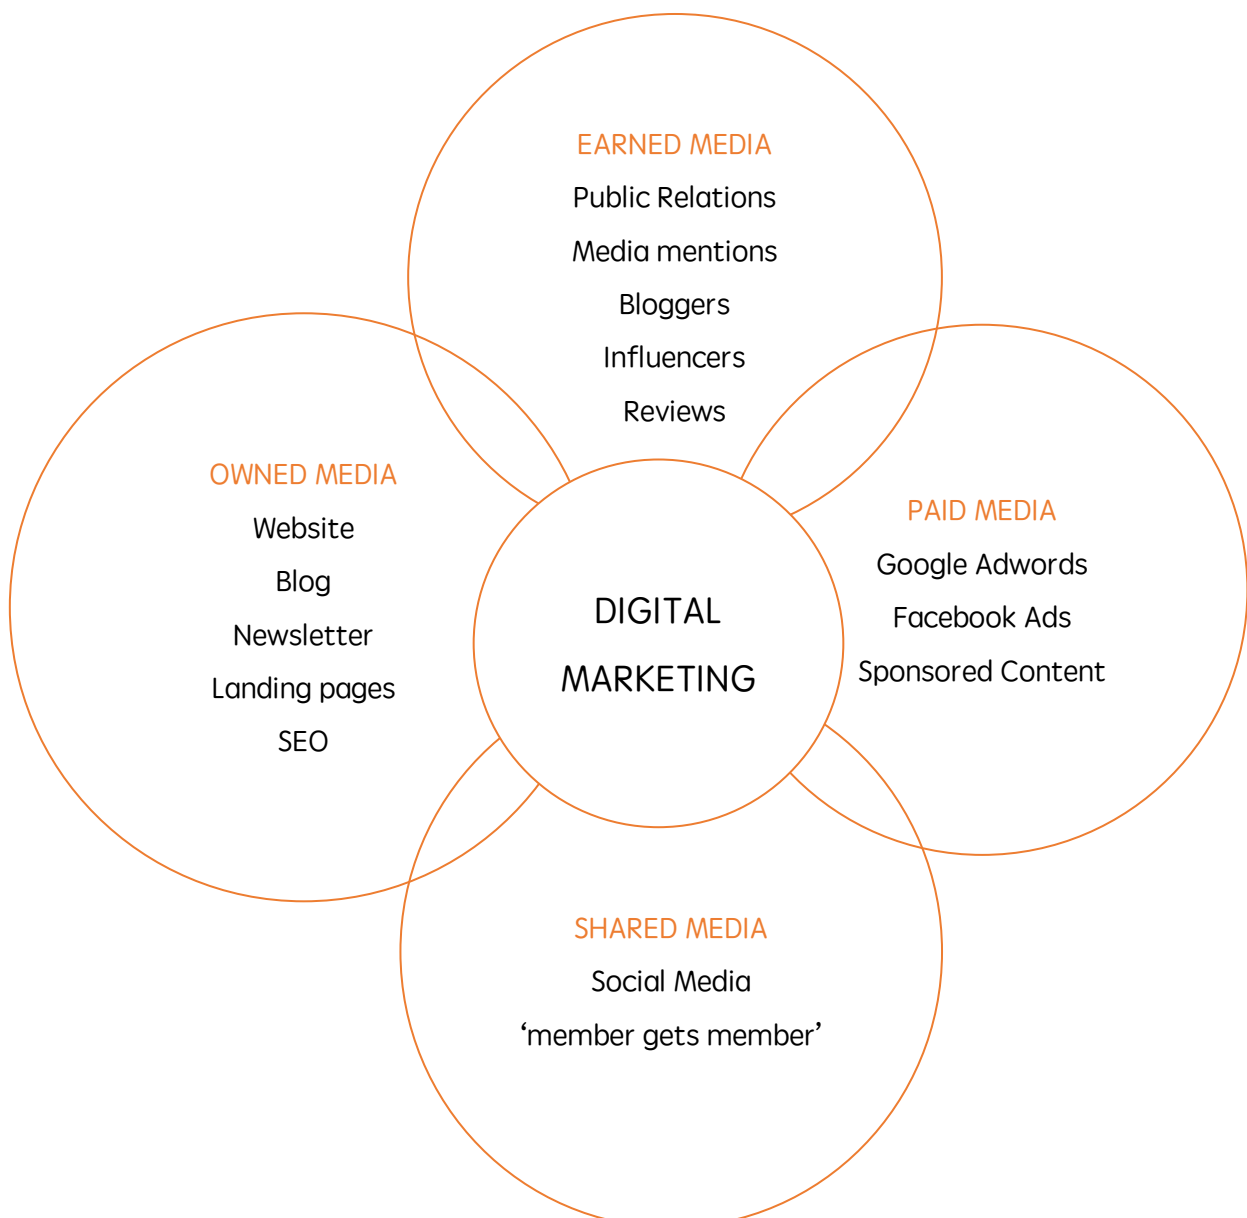 EARNED MEDIA
Public Relations
Media mentions
Bloggers
Influencers
Reviews
OWNED MEDIA
Website
Blog
Newsletter
Landing pages
SEO
DIGITAL
MARKETING
PAID MEDIA
Google Adwords
Facebook Ads
Sponsored Content
SHARED MEDIA
Social Media
‘member gets member’